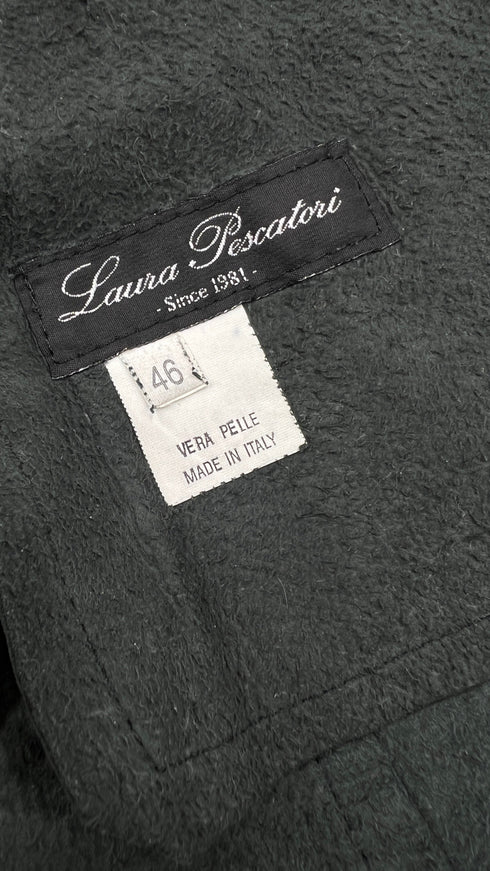 Laura Pescatori
- Since 1981 -
46
VERA PELLE
MADE IN ITALY